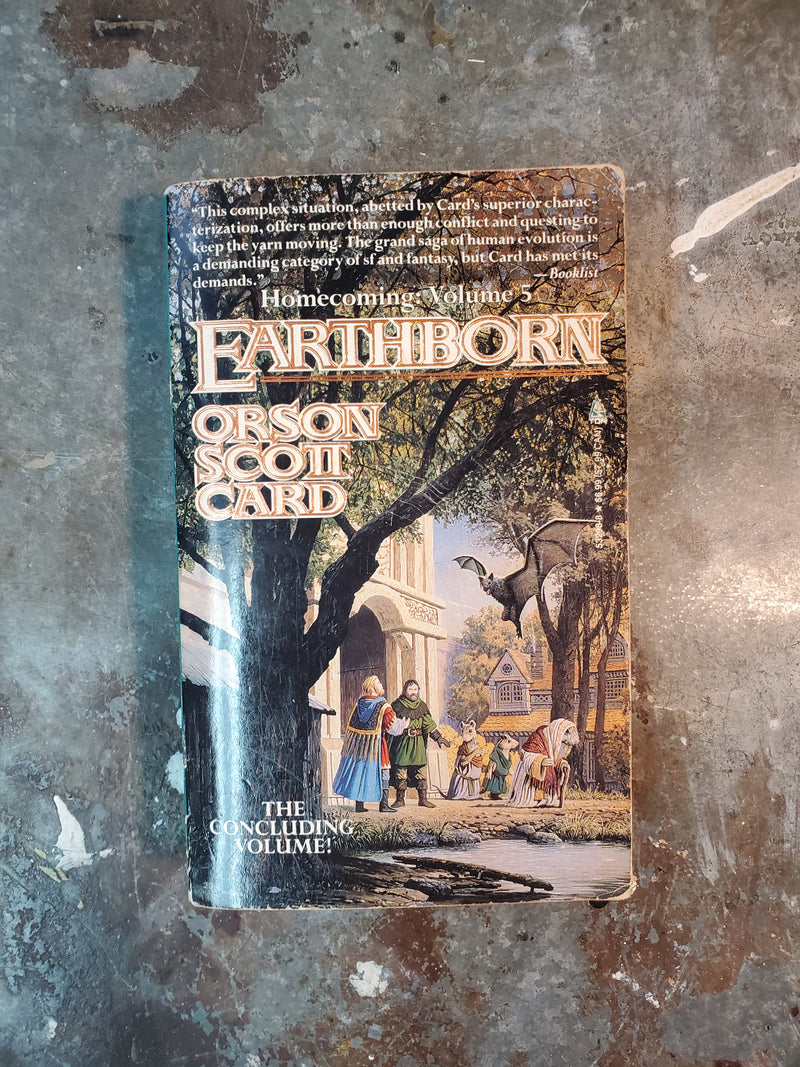 "This complex situation, abetted by Card's superior charac-
terization, offers more than enough conflict and questing to
keep the yarn moving. The grand saga of human evolution is
a demanding category of sf and fantasy, but Card has met its
demands."
—Booklist
Homecoming: Volume 5
EARTHBORN
ORSON
SCOTT
CARD
THE
CONCLUDING
VOLUME!